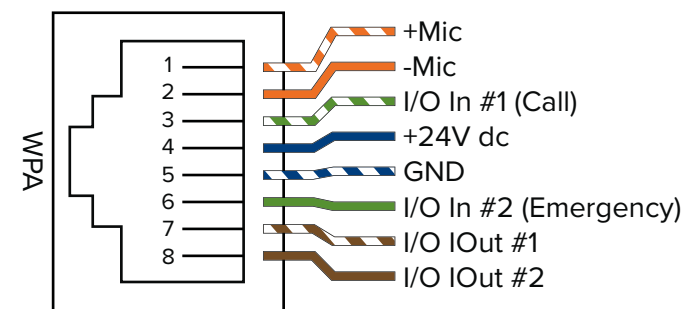 WPA
1
2
3
4
5
6
7
8
+Mic
-Mic
I/O In #1 (Call)
+24V dc
GND
I/O In #2 (Emergency)
I/O IOut #1
I/O IOut #2